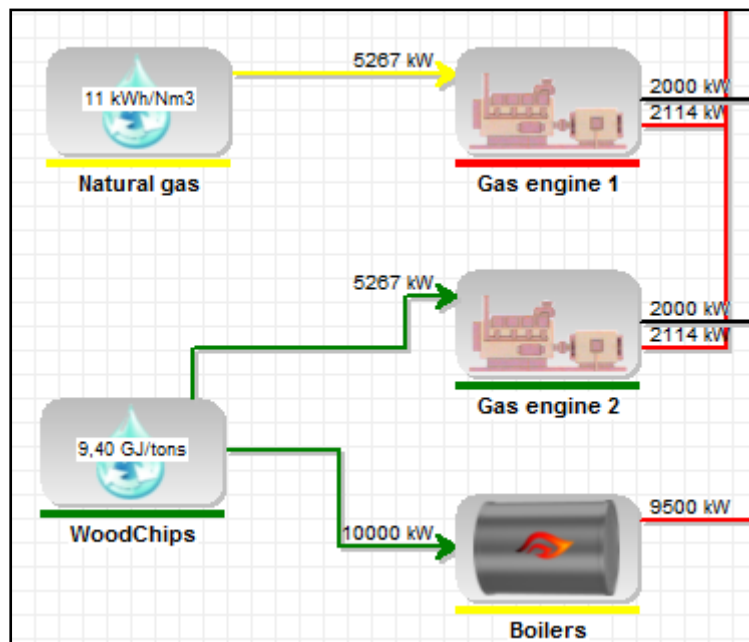 5267 kW
11 kWh/Nm3
2000 kW
2114 kW
Natural gas
Gas engine 1
5267 kW
2000 kW
2114 kW
Gas engine 2
9,40 GJ/tons
9500 kW
WoodChips
10000 kW
Boilers